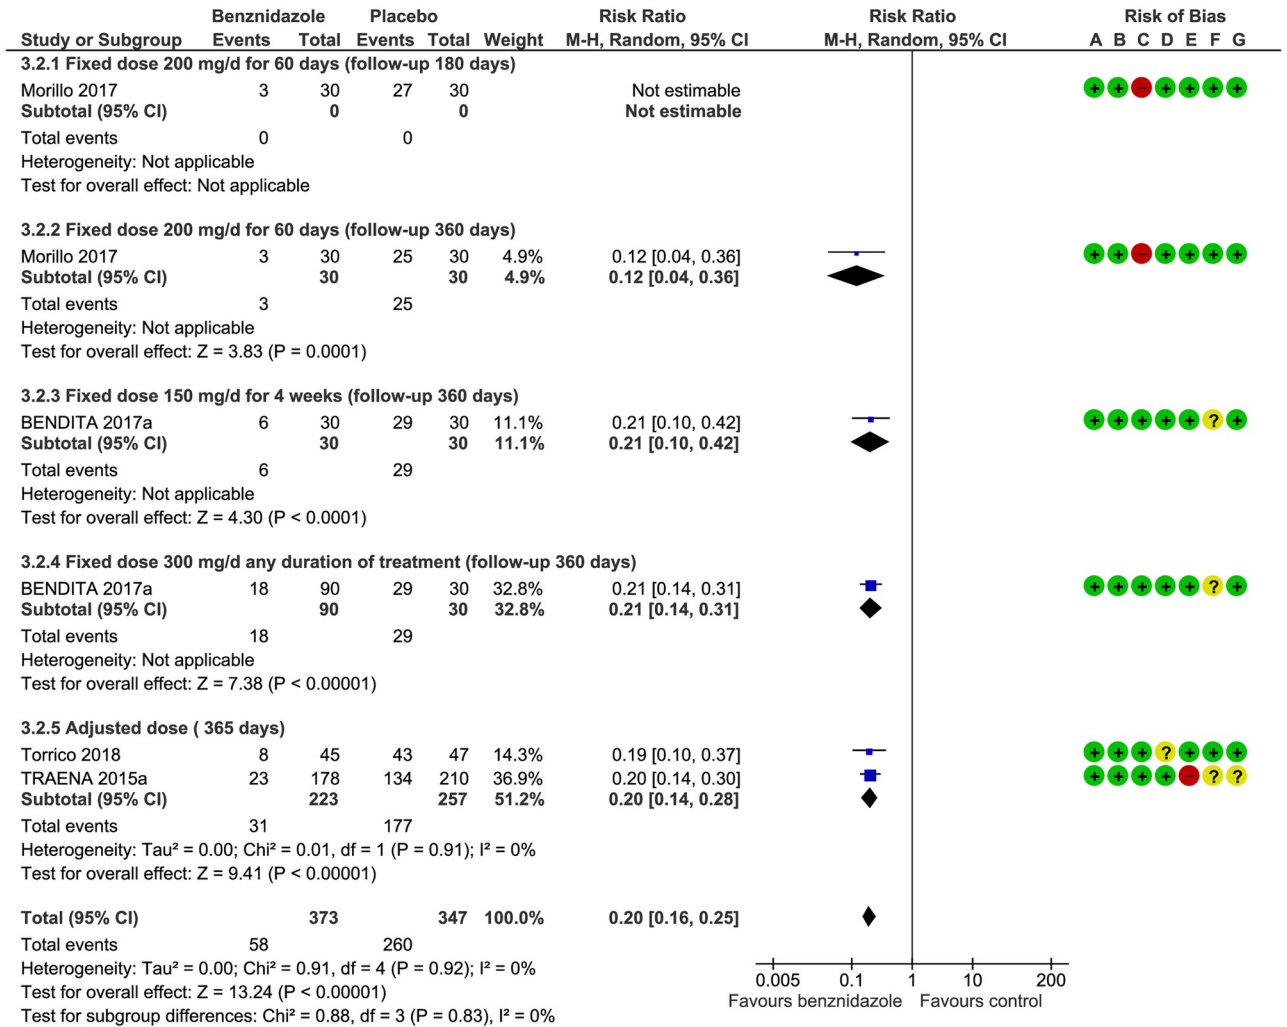 Benznidazole Placebo Risk Ratio Risk Ratio Risk of Bias
Study or Subgroup Events Total Events Total Weight M-H, Random, 95% CI M-H, Random, 95% CI A B C D E F G
3.2.1 Fixed dose 200 mg/d for 60 days (follow-up 180 days)
Morillo 2017 3 30 27 30 Not estimable + + − + + + +
Subtotal (95% CI) 0 0 Not estimable
Total events 0 0
Heterogeneity: Not applicable
Test for overall effect: Not applicable
3.2.2 Fixed dose 200 mg/d for 60 days (follow-up 360 days)
Morillo 2017 3 30 25 30 4.9% 0.12 [0.04, 0.36] + + − + + + +
Subtotal (95% CI) 30 30 4.9% 0.12 [0.04, 0.36]
Total events 3 25
Heterogeneity: Not applicable
Test for overall effect: Z = 3.83 (P = 0.0001)
3.2.3 Fixed dose 150 mg/d for 4 weeks (follow-up 360 days)
BENDITA 2017a 6 30 29 30 11.1% 0.21 [0.10, 0.42] + + + + + ? +
Subtotal (95% CI) 30 30 11.1% 0.21 [0.10, 0.42]
Total events 6 29
Heterogeneity: Not applicable
Test for overall effect: Z = 4.30 (P < 0.0001)
3.2.4 Fixed dose 300 mg/d any duration of treatment (follow-up 360 days)
BENDITA 2017a 18 90 29 30 32.8% 0.21 [0.14, 0.31] + + + + + ? +
Subtotal (95% CI) 90 30 32.8% 0.21 [0.14, 0.31]
Total events 18 29
Heterogeneity: Not applicable
Test for overall effect: Z = 7.38 (P < 0.00001)
3.2.5 Adjusted dose ( 365 days)
Torrico 2018 8 45 43 47 14.3% 0.19 [0.10, 0.37] + + + ? + + +
TRAENA 2015a 23 178 134 210 36.9% 0.20 [0.14, 0.30] + + + + − ? ?
Subtotal (95% CI) 223 257 51.2% 0.20 [0.14, 0.28]
Total events 31 177
Heterogeneity: Tau² = 0.00; Chi² = 0.01, df = 1 (P = 0.91); I² = 0%
Test for overall effect: Z = 9.41 (P < 0.00001)
Total (95% CI) 373 347 100.0% 0.20 [0.16, 0.25]
Total events 58 260
Heterogeneity: Tau² = 0.00; Chi² = 0.91, df = 4 (P = 0.92); I² = 0%
Test for overall effect: Z = 13.24 (P < 0.00001)
Test for subgroup differences: Chi² = 0.88, df = 3 (P = 0.83), I² = 0%
0.005 0.1 1 10 200
Favours benznidazole Favours control